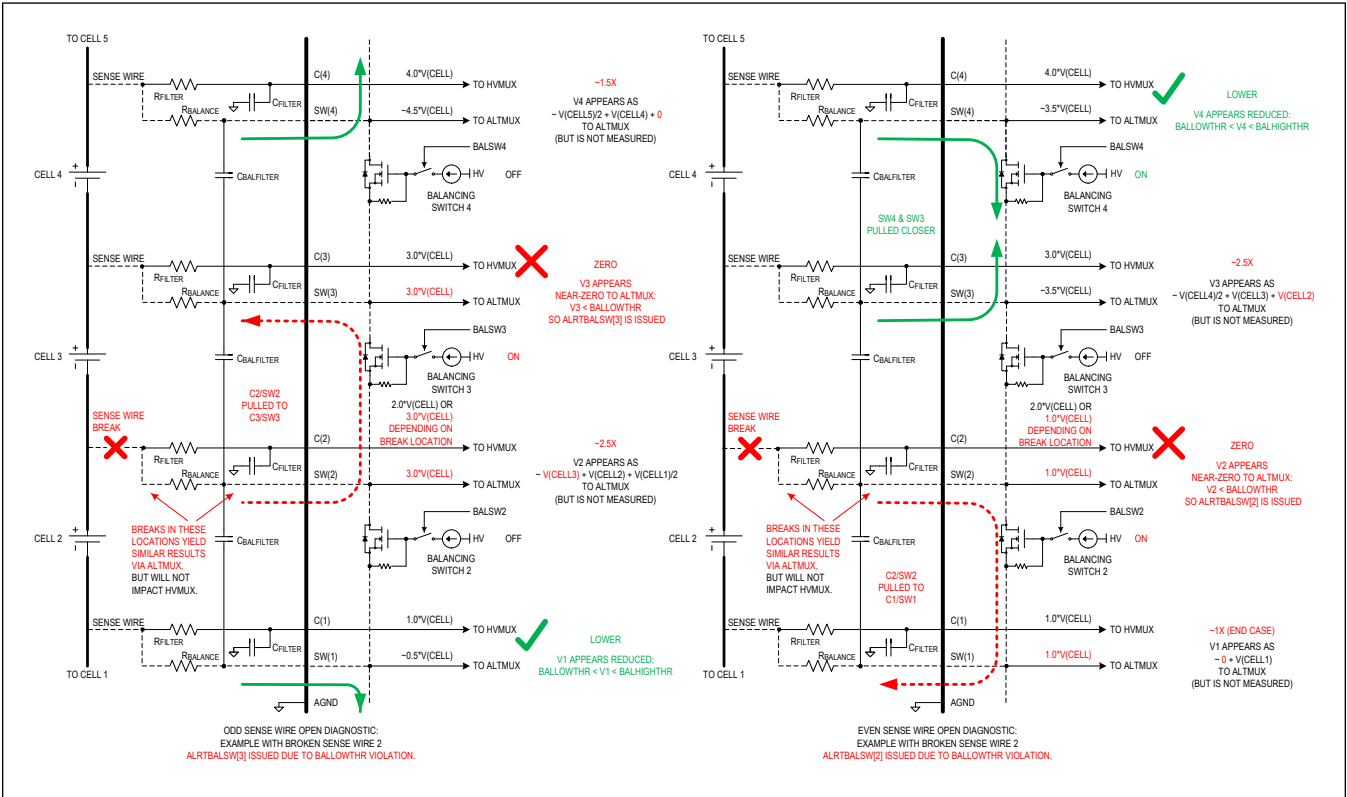 TO CELL 5
SENSE WIRE
RFILTER
RBALANCE
CFILTER
C(4)
4.0*V(CELL)
TO HVMUX
SW(4)
~4.5*V(CELL)
TO ALTMUX
~1.5X
V4 APPEARS AS
~ V(CELL5)/2 + V(CELL4) + 0
TO ALTMUX
(BUT IS NOT MEASURED)
BALSW4
CELL 4
+
-
CBALFILTER
HV
OFF
BALANCING
SWITCH 4
SENSE WIRE
RFILTER
RBALANCE
CFILTER
C(3)
3.0*V(CELL)
TO HVMUX
SW(3)
3.0*V(CELL)
TO ALTMUX
ZERO
V3 APPEARS
NEAR-ZERO TO ALTMUX:
V3 < BALLOWTHR
SO ALRTBALSW[3] IS ISSUED
BALSW3
CELL 3
+
-
CBALFILTER
HV
ON
BALANCING
SWITCH 3
C2/SW2
PULLED TO
C3/SW3
2.0*V(CELL) OR
3.0*V(CELL)
DEPENDING ON
BREAK LOCATION
SENSE WIRE
BREAK
RFILTER
RBALANCE
CFILTER
C(2)
TO HVMUX
SW(2)
3.0*V(CELL)
TO ALTMUX
~2.5X
V2 APPEARS AS
~ V(CELL3) + V(CELL2) + V(CELL1)/2
TO ALTMUX
(BUT IS NOT MEASURED)
BALSW2
CELL 2
+
-
BREAKS IN THESE
LOCATIONS YIELD
SIMILAR RESULTS
VIA ALTMUX,
BUT WILL NOT
IMPACT HVMUX.
CBALFILTER
HV
OFF
BALANCING
SWITCH 2
SENSE WIRE
RFILTER
RBALANCE
CFILTER
C(1)
1.0*V(CELL)
TO HVMUX
SW(1)
~0.5*V(CELL)
TO ALTMUX
LOWER
V1 APPEARS REDUCED:
BALLOWTHR < V1 < BALHIGHTHR
TO CELL 1
AGND
ODD SENSE WIRE OPEN DIAGNOSTIC:
EXAMPLE WITH BROKEN SENSE WIRE 2
ALRTBALSW[3] ISSUED DUE TO BALLOWTHR VIOLATION.
TO CELL 5
SENSE WIRE
RFILTER
RBALANCE
CFILTER
C(4)
4.0*V(CELL)
TO HVMUX
SW(4)
~3.5*V(CELL)
TO ALTMUX
LOWER
V4 APPEARS REDUCED:
BALLOWTHR < V4 < BALHIGHTHR
BALSW4
CELL 4
+
-
CBALFILTER
HV
ON
BALANCING
SWITCH 4
SW4 & SW3
PULLED CLOSER
SENSE WIRE
RFILTER
RBALANCE
CFILTER
C(3)
3.0*V(CELL)
TO HVMUX
SW(3)
~3.5*V(CELL)
TO ALTMUX
~2.5X
V3 APPEARS AS
~ V(CELL4)/2 + V(CELL3) + V(CELL2)
TO ALTMUX
(BUT IS NOT MEASURED)
BALSW3
CELL 3
+
-
CBALFILTER
HV
OFF
BALANCING
SWITCH 3
2.0*V(CELL) OR
1.0*V(CELL)
DEPENDING ON
BREAK LOCATION
SENSE WIRE
BREAK
RFILTER
RBALANCE
CFILTER
C(2)
TO HVMUX
SW(2)
1.0*V(CELL)
TO ALTMUX
ZERO
V2 APPEARS
NEAR-ZERO TO ALTMUX:
V2 < BALLOWTHR
SO ALRTBALSW[2] IS ISSUED
BALSW2
CELL 2
+
-
BREAKS IN THESE
LOCATIONS YIELD
SIMILAR RESULTS
VIA ALTMUX,
BUT WILL NOT
IMPACT HVMUX.
CBALFILTER
HV
ON
BALANCING
SWITCH 2
C2/SW2
PULLED TO
C1/SW1
SENSE WIRE
RFILTER
RBALANCE
CFILTER
C(1)
1.0*V(CELL)
TO HVMUX
SW(1)
1.0*V(CELL)
TO ALTMUX
~1X (END CASE)
V1 APPEARS AS
~ 0 + V(CELL1)
TO ALTMUX
(BUT IS NOT MEASURED)
TO CELL 1
AGND
EVEN SENSE WIRE OPEN DIAGNOSTIC:
EXAMPLE WITH BROKEN SENSE WIRE 2
ALRTBALSW[2] ISSUED DUE TO BALLOWTHR VIOLATION.